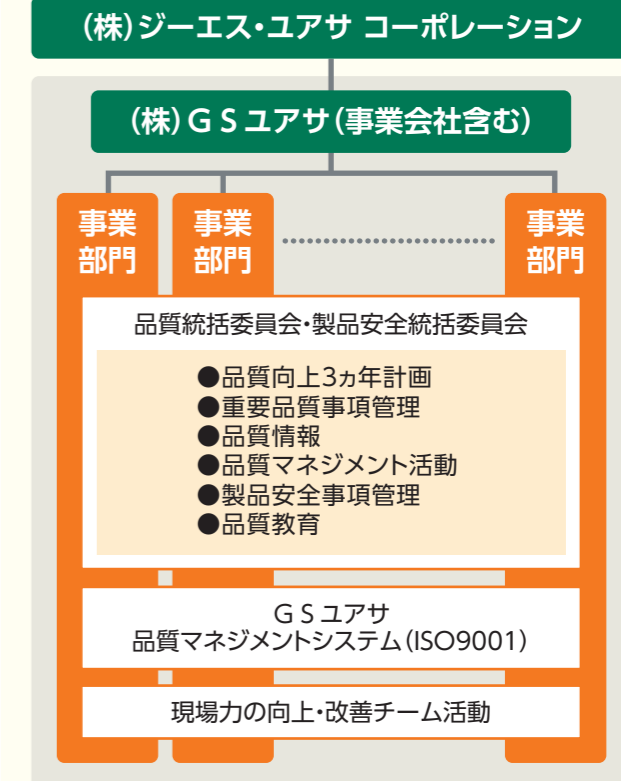 (株)ジーエス・ユアサ コーポレーション
(株)GSユアサ(事業会社含む)
事業
部門
事業
部門
事業
部門
品質統括委員会・製品安全統括委員会
●品質向上3ヵ年計画
●重要品質事項管理
●品質情報
●品質マネジメント活動
●製品安全事項管理
●品質教育
GSユアサ
品質マネジメントシステム(ISO9001)
現場力の向上・改善チーム活動